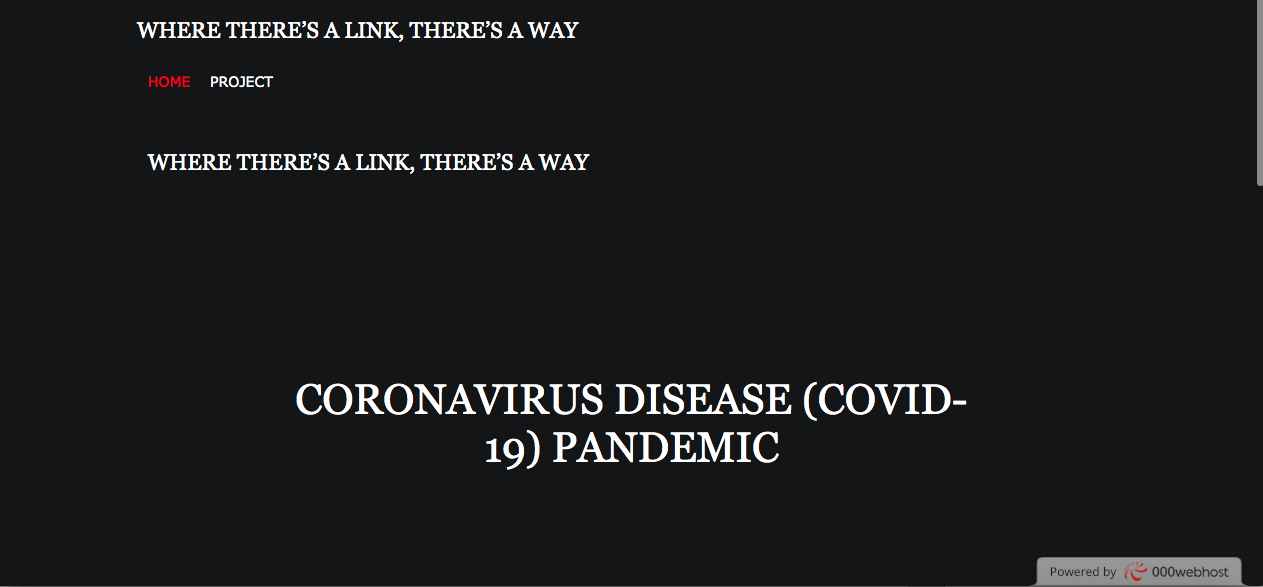 WHERE THERE’S A LINK, THERE’S A WAY
HOME PROJECT
WHERE THERE’S A LINK, THERE’S A WAY
CORONAVIRUS DISEASE (COVID-
19) PANDEMIC
Powered by 000webhost